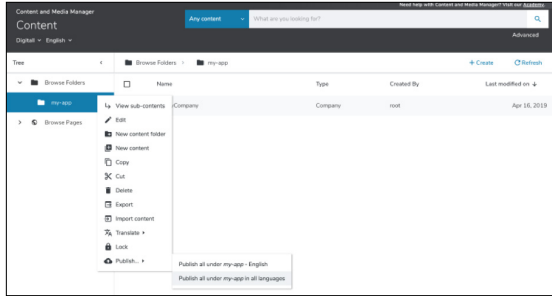 Need help with Content and Media Manager? Visit our Academy
Content and Media Manager
Content
Digitall English
Any content
What are you looking for?
Advanced
Tree
Browse Folders
my-app
+ Create
Refresh
Browse Folders
Name
Type
Created By
Last modified on
my-app
Company
Company
root
Apr 16, 2019
Browse Pages
View sub-contents
Edit
New content folder
New content
Copy
Cut
Delete
Export
Import content
Translate
Lock
Publish...
Publish all under my-app - English
Publish all under my-app in all languages